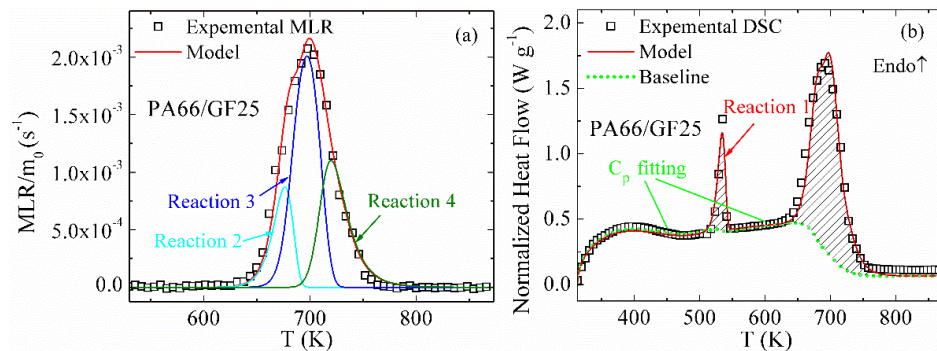 (a)
Expemental MLR
Model
PA66/GF25
Reaction 3
Reaction 4
Reaction 2
2.0x10⁻³
1.5x10⁻³
1.0x10⁻³
5.0x10⁻⁴
0.0
MLR/m₀ (s⁻¹)
600
700
800
T (K)
(b)
Expemental DSC
Model
Baseline
Endo↑
Reaction 1
PA66/GF25
Cₚ fitting
2.0
1.5
1.0
0.5
0.0
Normalized Heat Flow (W g⁻¹)
400
500
600
700
800
T (K)